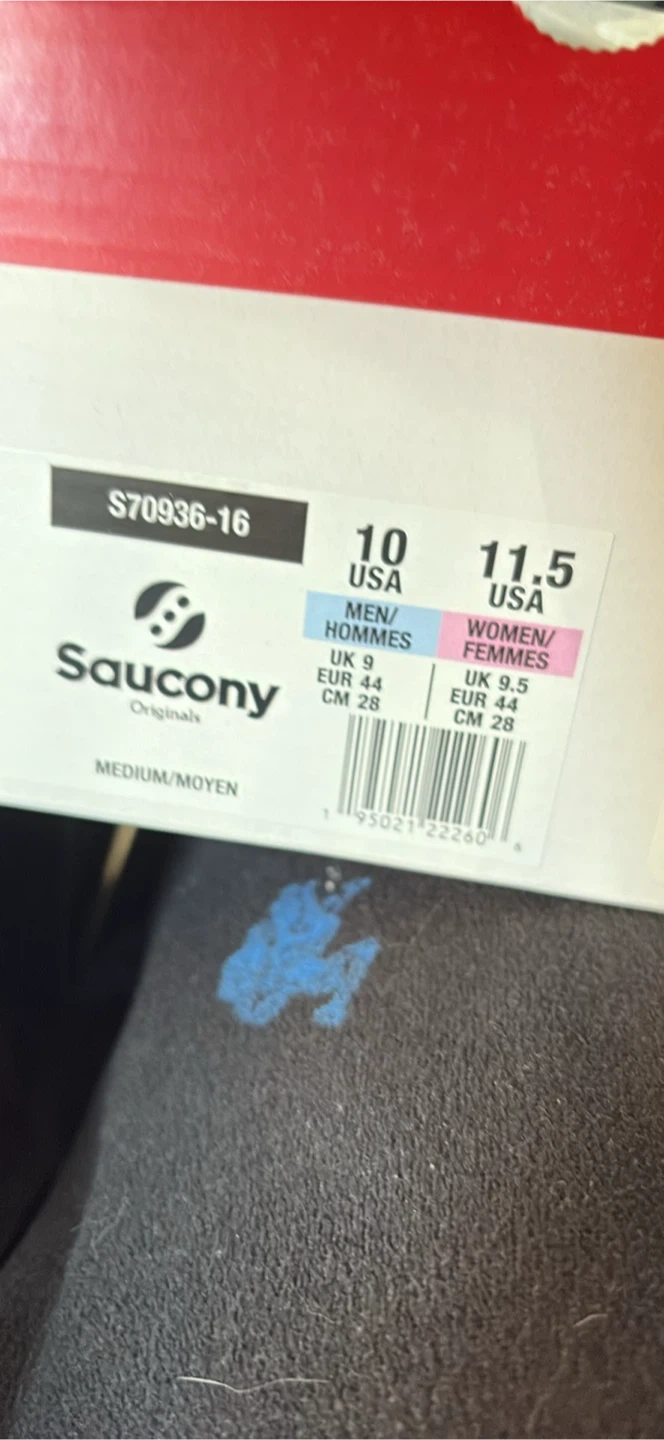 S70936-16
Saucony
Originals
MEDIUM/MOYEN
10
USA
MEN/
HOMMES
UK 9
EUR 44
CM 28
11.5
USA
WOMEN/
FEMMES
UK 9.5
EUR 44
CM 28
1 95021 22260 6